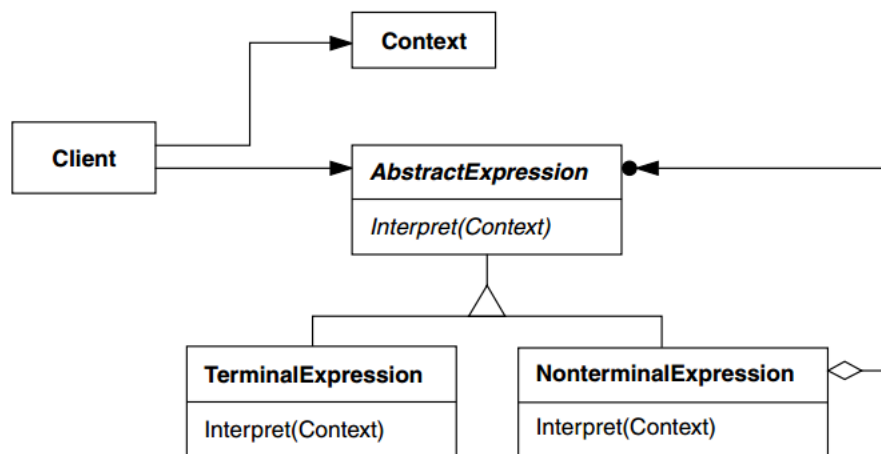 Context
Client
AbstractExpression
Interpret(Context)
TerminalExpression
Interpret(Context)
NonterminalExpression
Interpret(Context)